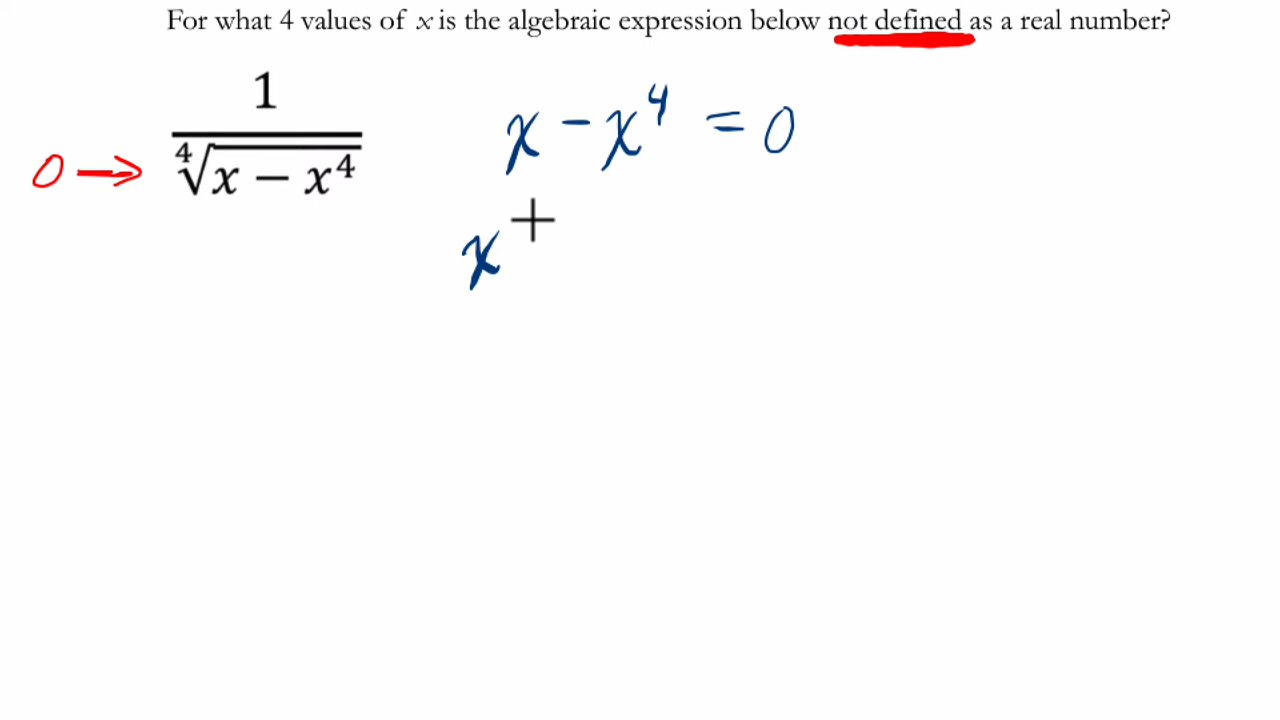 For what 4 values of x is the algebraic expression below not defined as a real number?
1
0 → ∜x − x⁴
x − x⁴ = 0
x